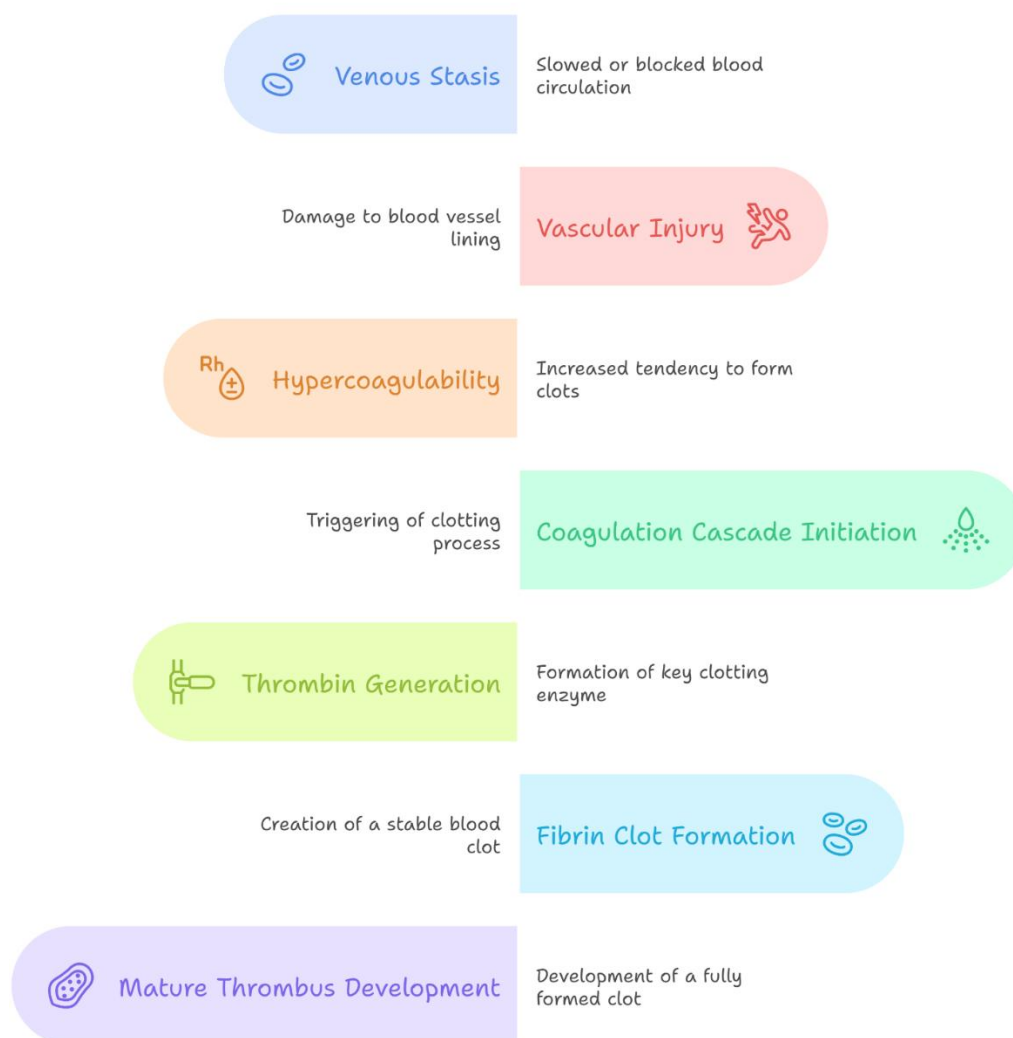 Venous Stasis
Slowed or blocked blood
circulation
Damage to blood vessel
lining
Vascular Injury
Rh
Hypercoagulability
Increased tendency to form
clots
Triggering of clotting
process
Coagulation Cascade Initiation
Thrombin Generation
Formation of key clotting
enzyme
Creation of a stable blood
clot
Fibrin Clot Formation
Mature Thrombus Development
Development of a fully
formed clot